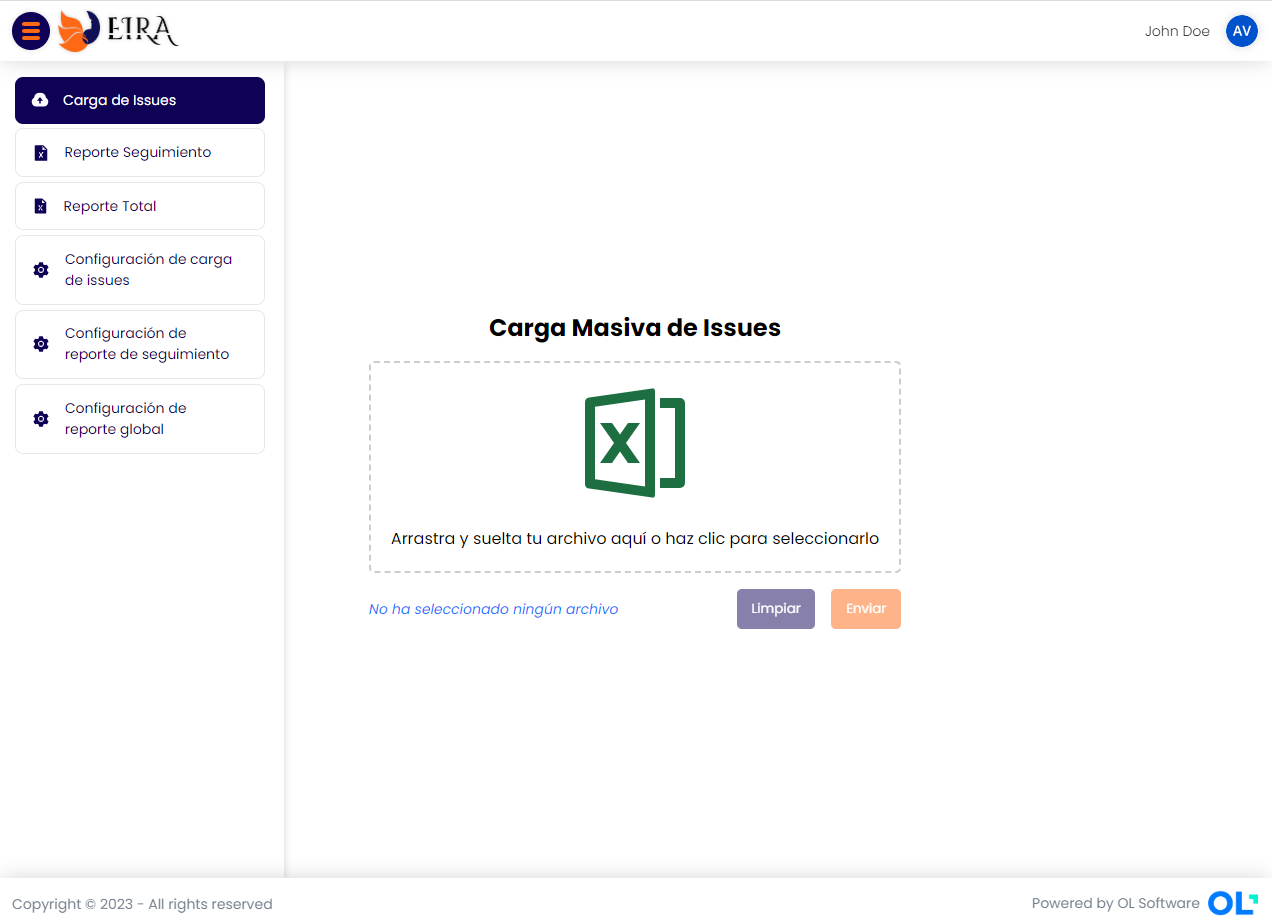 EIRA
John Doe
AV
Carga de Issues
Reporte Seguimiento
Reporte Total
Configuración de carga
de issues
Configuración de
reporte de seguimiento
Configuración de
reporte global
Carga Masiva de Issues
X
Arrastra y suelta tu archivo aquí o haz clic para seleccionarlo
No ha seleccionado ningún archivo
Limpiar
Enviar
Copyright © 2023 - All rights reserved
Powered by OL Software
OL